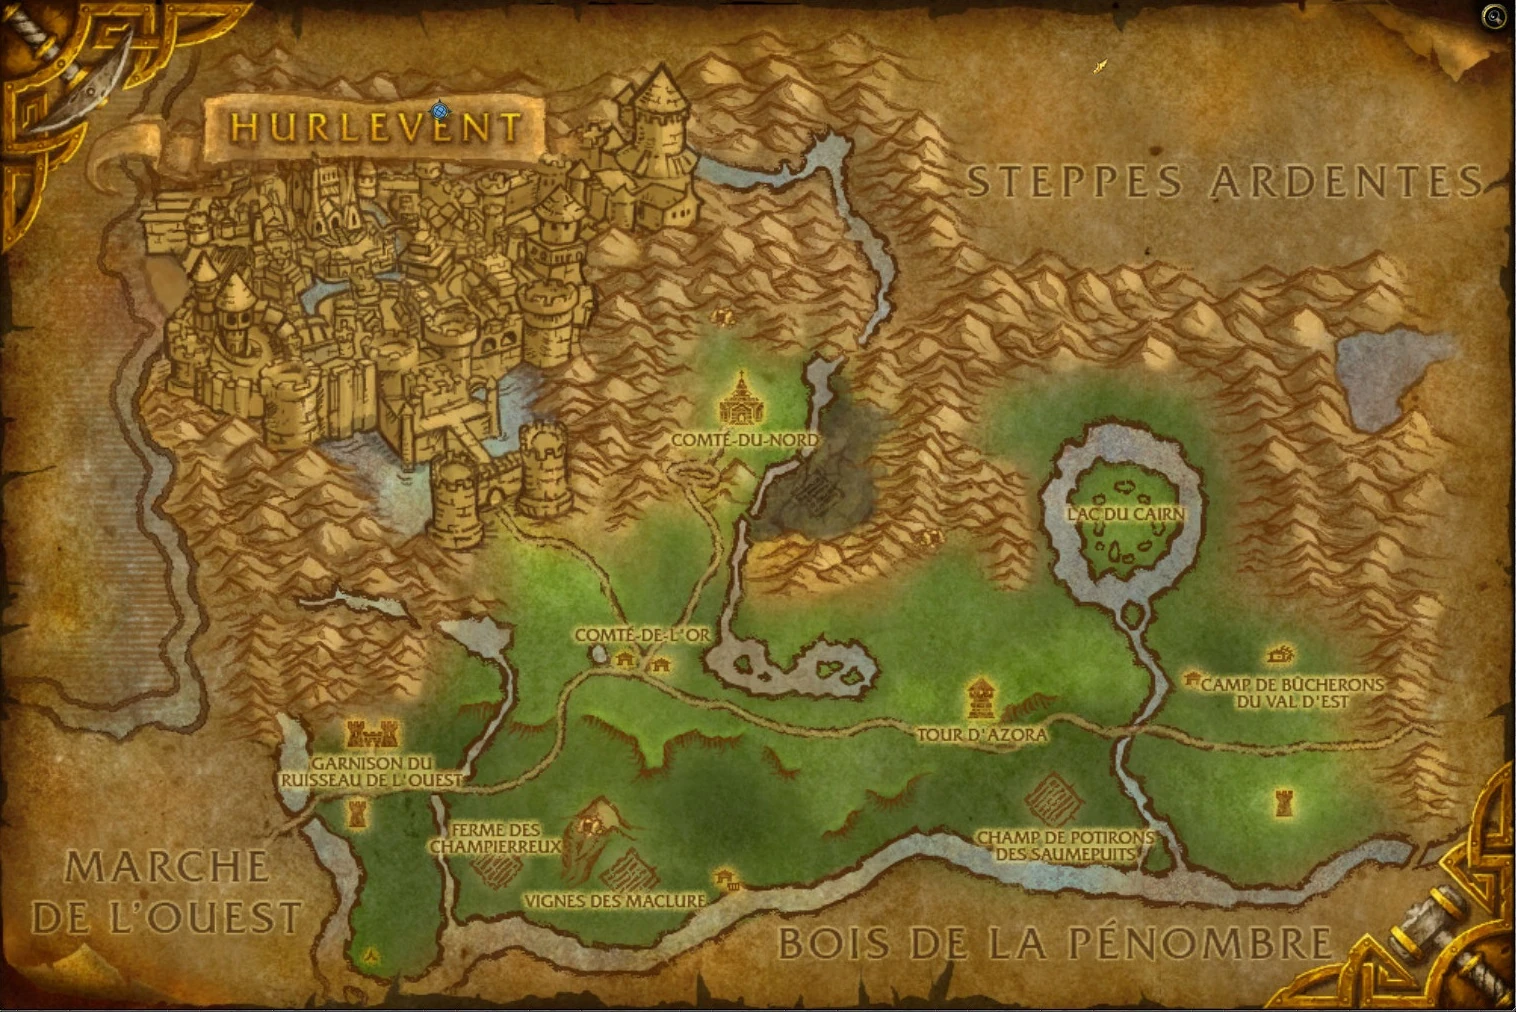 HURLEVENT
STEPPES ARDENTES
COMTÉ-DU-NORD
LAC DU CAIRN
COMTÉ-DE-L'OR
CAMP DE BÛCHERONS
DU VAL D'EST
TOUR D'AZORA
GARNISON DU
RUISSEAU DE L'OUEST
FERME DES
CHAMPIERREUX
CHAMP DE POTIRONS
DES SAUMEPUITS
VIGNES DES MACLURE
MARCHE
DE L'OUEST
BOIS DE LA PÉNOMBRE